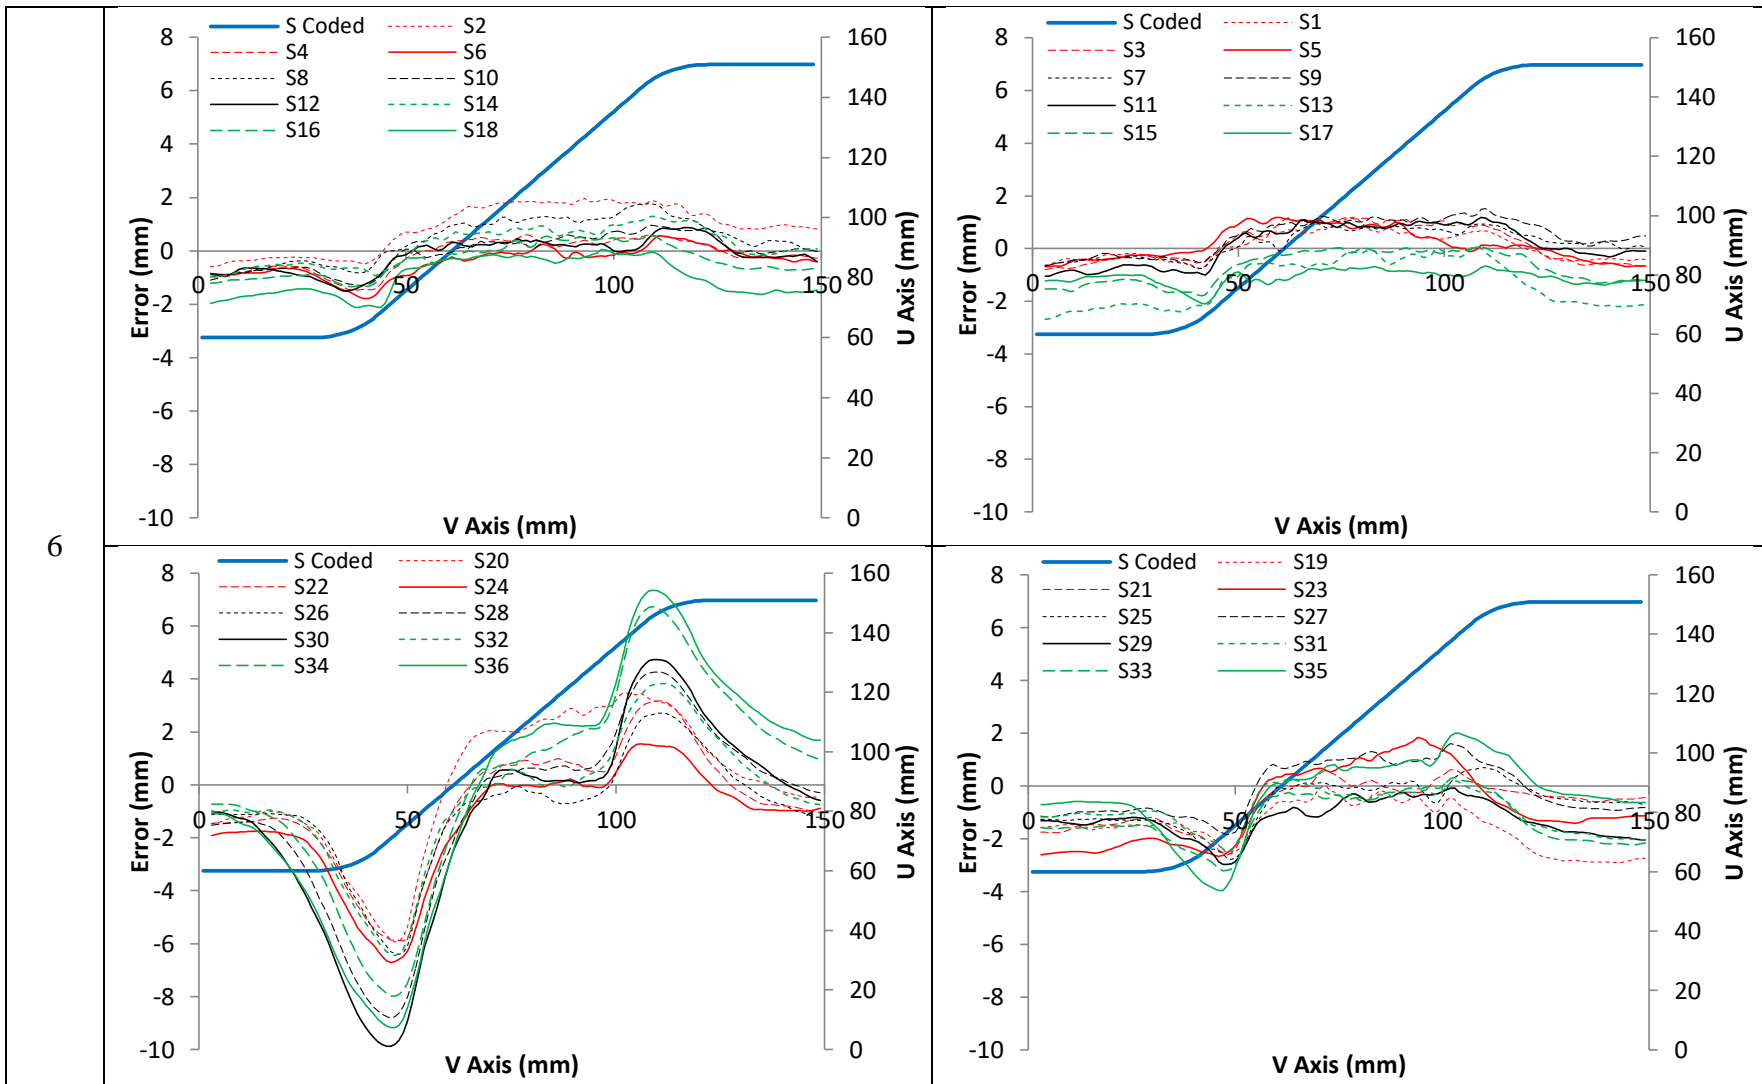 6
S Coded S2
S4 S6
S8 S10
S12 S14
S16 S18
8
6
4
2
0
-2
-4
-6
-8
-10
Error (mm)
0 50 100 150
V Axis (mm)
160
140
120
100
80
60
40
20
0
U Axis (mm)
S Coded S1
S3 S5
S7 S9
S11 S13
S15 S17
8
6
4
2
0
-2
-4
-6
-8
-10
Error (mm)
0 50 100 150
V Axis (mm)
160
140
120
100
80
60
40
20
0
U Axis (mm)
S Coded S20
S22 S24
S26 S28
S30 S32
S34 S36
8
6
4
2
0
-2
-4
-6
-8
-10
Error (mm)
0 50 100 150
V Axis (mm)
160
140
120
100
80
60
40
20
0
U Axis (mm)
S Coded S19
S21 S23
S25 S27
S29 S31
S33 S35
8
6
4
2
0
-2
-4
-6
-8
-10
Error (mm)
0 50 100 150
V Axis (mm)
160
140
120
100
80
60
40
20
0
U Axis (mm)